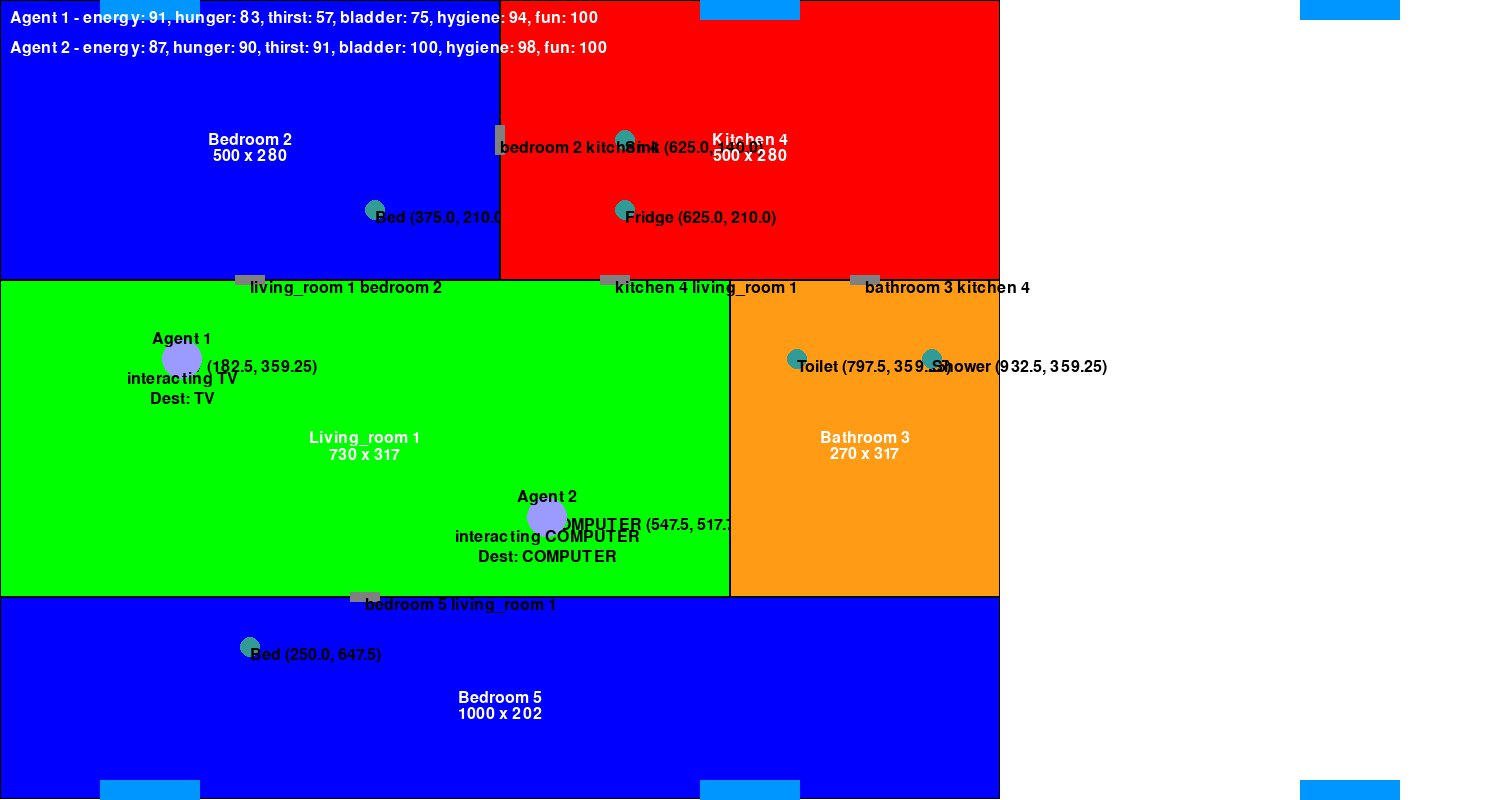 Agent 1 - energy: 91, hunger: 83, thirst: 57, bladder: 75, hygiene: 94, fun: 100
Agent 2 - energy: 87, hunger: 90, thirst: 91, bladder: 100, hygiene: 98, fun: 100
Bedroom 2
500 x 280
Kitchen 4
500 x 280
bedroom 2 kitchen 4
Sink (625.0, 140.0)
Bed (375.0, 210.0
Fridge (625.0, 210.0)
living_room 1 bedroom 2
kitchen 4 living_room 1
bathroom 3 kitchen 4
Agent 1
(182.5, 359.25)
interacting TV
Dest: TV
Toilet (797.5, 359.25)
Shower (932.5, 359.25)
Living_room 1
730 x 317
Bathroom 3
270 x 317
Agent 2
OMPUTER (547.5, 517.7
interacting COMPUTER
Dest: COMPUTER
bedroom 5 living_room 1
Bed (250.0, 647.5)
Bedroom 5
1000 x 202